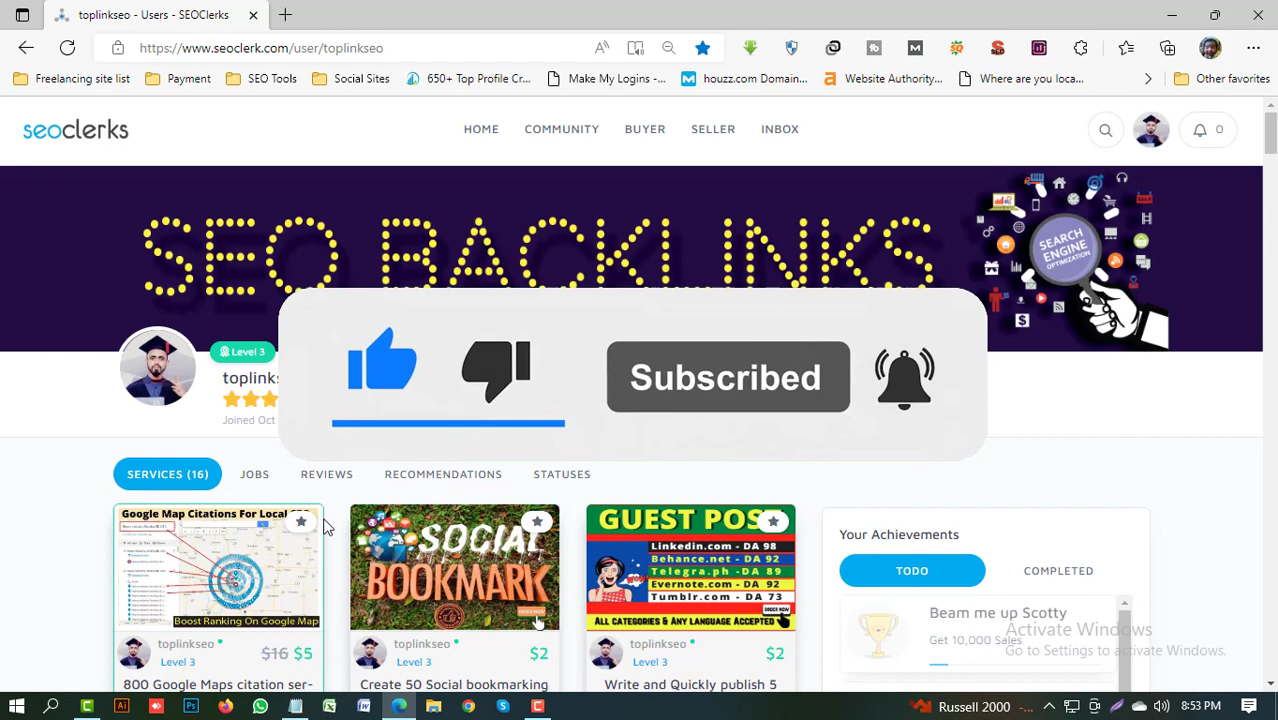 toplinkseo - Users - SEOClerks
https://www.seoclerk.com/user/toplinkseo
Freelancing site list
Payment
SEO Tools
Social Sites
650+ Top Profile Cr...
Make My Logins -...
houzz.com Domain...
Website Authority...
Where are you loca...
Other favorites
seoclerks
HOME
COMMUNITY
BUYER
SELLER
INBOX
0
SEO BACKLINKS
SEARCH
ENGINE
OPTIMIZATION
Level 3
toplinks
Joined Oct
Subscribed
SERVICES (16)
JOBS
REVIEWS
RECOMMENDATIONS
STATUSES
Google Map Citations For Local SEO
Boost Ranking On Google Map
toplinkseo
Level 3
$16 $5
800 Google Maps citation ser-
SOCIAL
BOOKMARK
toplinkseo
Level 3
$2
Create 50 Social bookmarking
GUEST POST
Linkedin.com - DA 98
Behance.net - DA 92
Telegra.ph - DA 89
Evernote.com - DA 92
Tumblr.com - DA 73
ORDER NOW
ALL CATEGORIES & ANY LANGUAGE ACCEPTED
toplinkseo
Level 3
$2
Write and Quickly publish 5
Your Achievements
TODO
COMPLETED
Beam me up Scotty
Get 10,000 Sales
Activate Windows
Go to Settings to activate Windows.
Russell 2000
8:53 PM